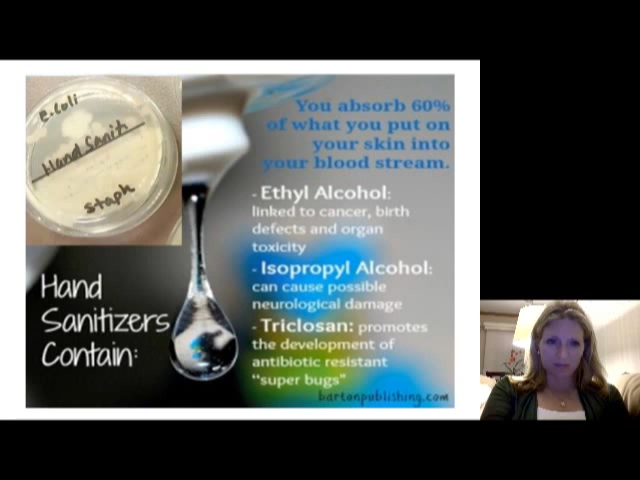 e.coli
Hand Sanit
staph
You absorb 60%
of what you put on
your skin into
your blood stream.
- Ethyl Alcohol:
linked to cancer, birth
defects and organ
toxicity
- Isopropyl Alcohol:
can cause possible
neurological damage
- Triclosan: promotes
the development of
antibiotic resistant
“super bugs”
Hand
Sanitizers
Contain:
bartonpublishing.com